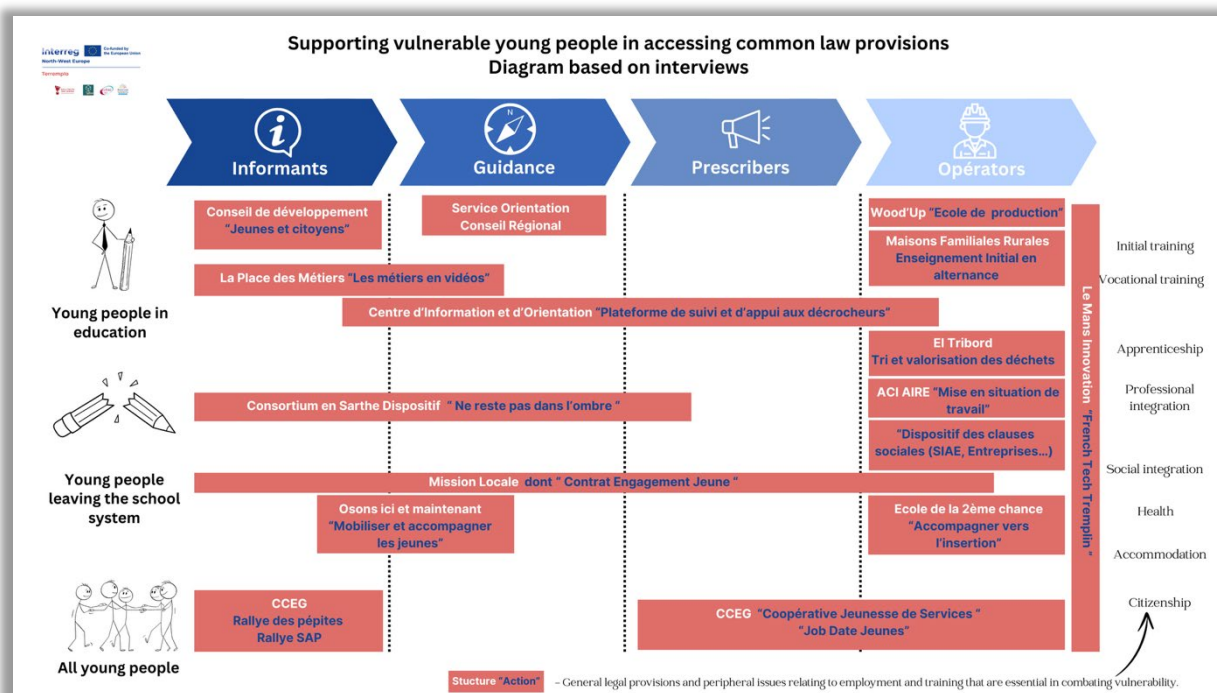 Interreg
Co-funded by
the European Union
North-West Europe
Supporting vulnerable young people in accessing common law provisions
Diagram based on interviews
Informants
N
Guidance
Prescribers
Opérators
Conseil de développement
"Jeunes et citoyens"
Service Orientation
Conseil Régional
Wood'Up "Ecole de production"
Maisons Familiales Rurales
Enseignement Initial en
alternance
La Place des Métiers "Les métiers en vidéos"
Centre d'Information et d'Orientation "Plateforme de suivi et d'appui aux décrocheurs"
Young people in
education
El Tribord
Tri et valorisation des déchets
Consortium en Sarthe Dispositif " Ne reste pas dans l'ombre "
ACI AIRE "Mise en situation de
travail"
"Dispositif des clauses
sociales (SIAE, Entreprises...)
Mission Locale dont " Contrat Engagement Jeune "
Young people
leaving the school
system
Osons ici et maintenant
"Mobiliser et accompagner
les jeunes"
Ecole de la 2ème chance
"Accompagner vers
l'insertion"
CCEG
Rallye des pépites
Rallye SAP
CCEG "Coopérative Jeunesse de Services "
"Job Date Jeunes"
All young people
Le Mans Innovation "French Tech Tremplin "
Initial training
Vocational training
Apprenticeship
Professional
integration
Social integration
Health
Accommodation
Citizenship
Stucture "Action"
- General legal provisions and peripheral issues relating to employment and training that are essential in combating vulnerability.